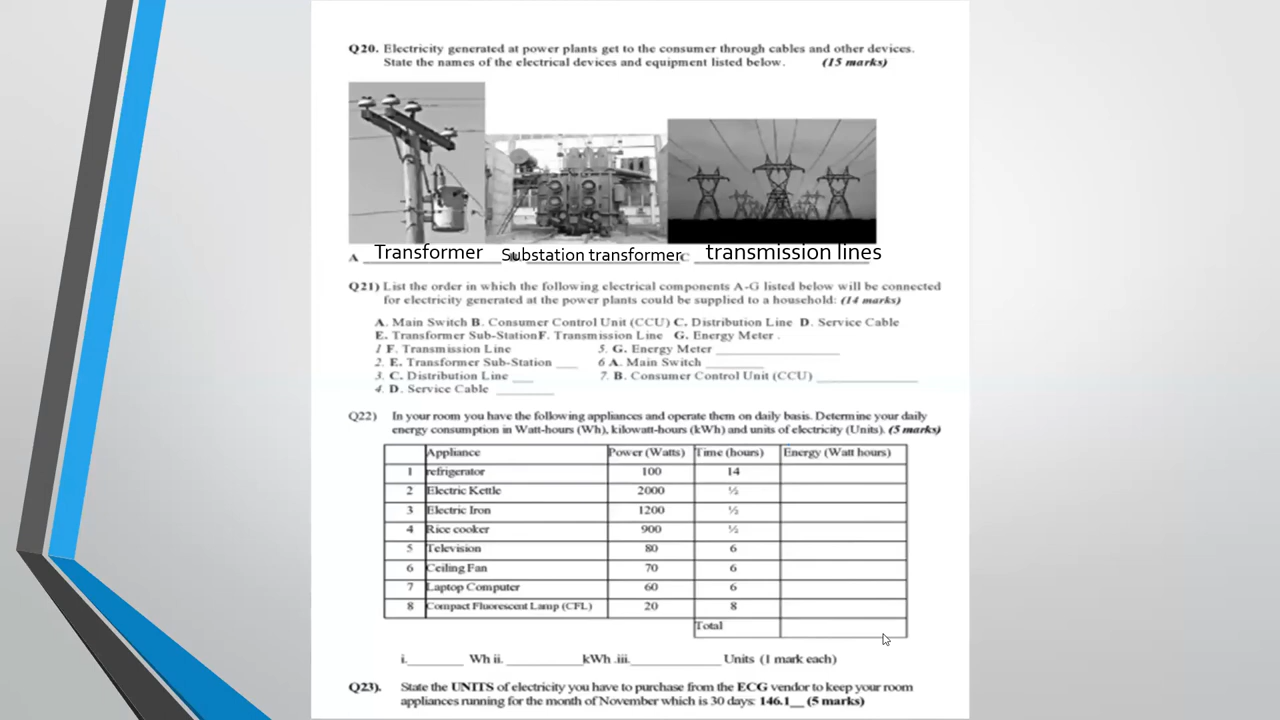 Q20. Electricity generated at power plants get to the consumer through cables and other devices.
State the names of the electrical devices and equipment listed below. (15 marks)
A Transformer Substation transformer C transmission lines
Q21) List the order in which the following electrical components A-G listed below will be connected
for electricity generated at the power plants could be supplied to a household: (14 marks)
A. Main Switch B. Consumer Control Unit (CCU) C. Distribution Line D. Service Cable
E. Transformer Sub-Station F. Transmission Line G. Energy Meter .
1 F. Transmission Line 5. G. Energy Meter
2. E. Transformer Sub-Station 6 A. Main Switch
3. C. Distribution Line 7. B. Consumer Control Unit (CCU)
4. D. Service Cable
Q22) In your room you have the following appliances and operate them on daily basis. Determine your daily
energy consumption in Watt-hours (Wh), kilowatt-hours (kWh) and units of electricity (Units). (5 marks)
Appliance Power (Watts) Time (hours) Energy (Watt hours)
1 refrigerator 100 14
2 Electric Kettle 2000 ½
3 Electric Iron 1200 ½
4 Rice cooker 900 ½
5 Television 80 6
6 Ceiling Fan 70 6
7 Laptop Computer 60 6
8 Compact Fluorescent Lamp (CFL) 20 8
Total
i.________ Wh ii. ___________kWh .iii.____________ Units (1 mark each)
Q23). State the UNITS of electricity you have to purchase from the ECG vendor to keep your room
appliances running for the month of November which is 30 days: 146.1__ (5 marks)